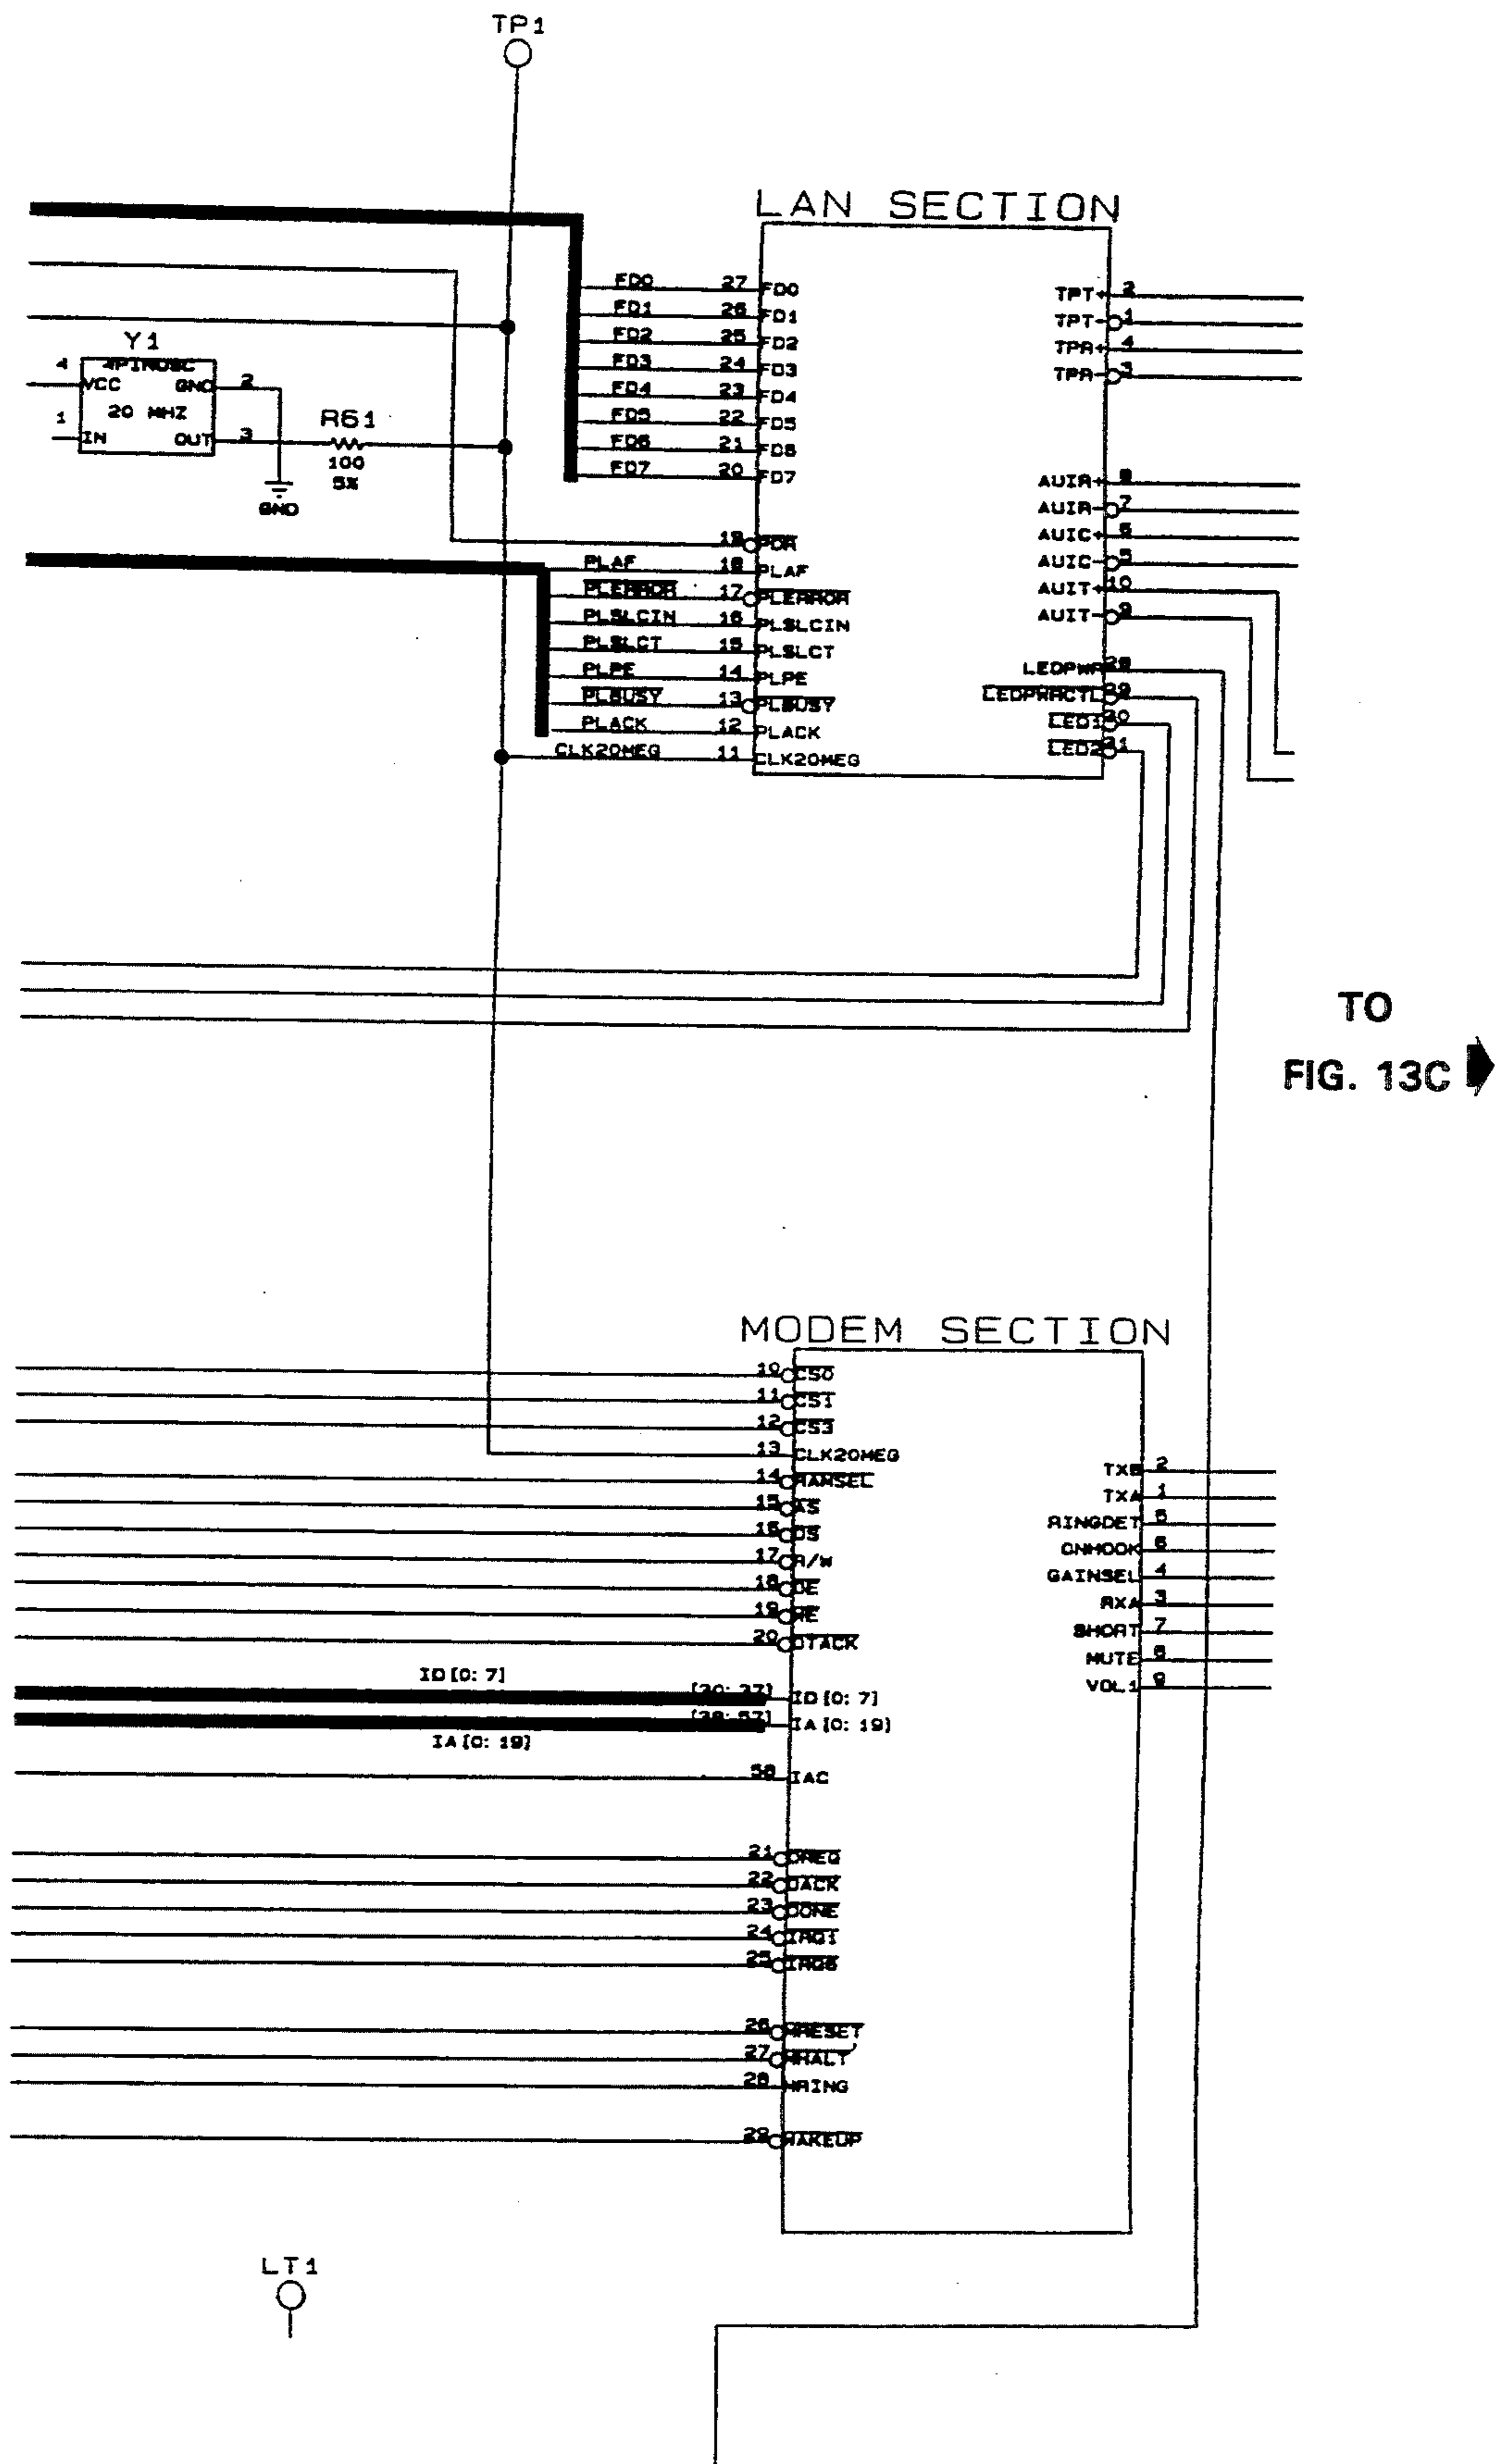 TP1
LAN SECTION
FD0 27 FD0
FD1 26 FD1
FD2 25 FD2
FD3 24 FD3
FD4 23 FD4
FD5 22 FD5
FD6 21 FD6
FD7 20 FD7
TPT+ 2
TPT- 1
TPR+ 4
TPR- 3
Y1
4PINOSC
4 VCC GND 2
20 MHZ
1 IN OUT 3
R61
100
5%
GND
AUIR+ 8
AUIR- 7
AUIC+ 6
AUIC- 5
AUIT+ 10
AUIT- 9
19 POR
PLAF 18 PLAF
PLERROR 17 PLERROR
PLSLCIN 16 PLSLCIN
PLSLCT 15 PLSLCT
PLPE 14 PLPE
PLBUSY 13 PLBUSY
PLACK 12 PLACK
CLK20MEG 11 CLK20MEG
LEDPWR 28
LEDPWRCTL 29
LED1 30
LED2 31
TO
FIG. 13C
MODEM SECTION
10 CS0
11 CS1
12 CS3
13 CLK20MEG
14 RAMSEL
15 AS
16 DS
17 R/W
18 OE
19 WE
20 DTACK
TXB 2
TXA 1
RINGDET 5
ONHOOK 6
GAINSEL 4
RXA 3
SHORT 7
MUTE 8
VOL1 9
ID[0:7] [30:37] ID[0:7]
IA[0:19] [38:57] IA[0:19]
58 IAC
21 DREQ
22 DACK
23 DONE
24 IRQ1
25 IRQ6
26 MRESET
27 MHALT
28 MRING
29 WAKEUP
LT1